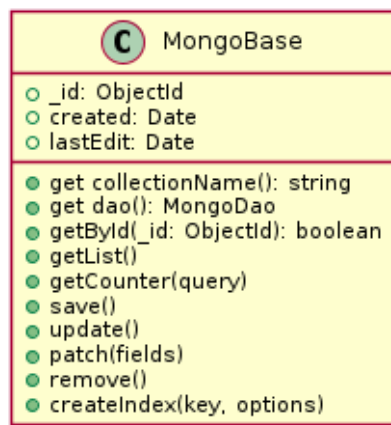 C MongoBase
_id: ObjectId
created: Date
lastEdit: Date
get collectionName(): string
get dao(): MongoDao
getById(_id: ObjectId): boolean
getList()
getCounter(query)
save()
update()
patch(fields)
remove()
createIndex(key, options)